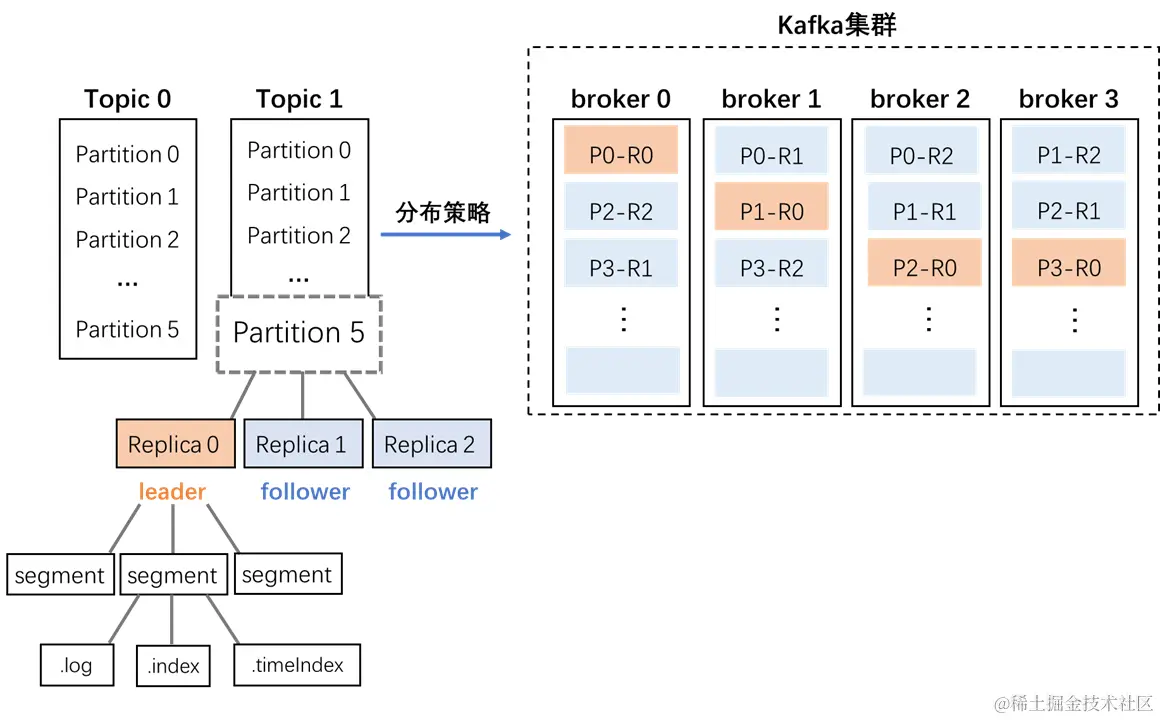 Kafka集群
Topic 0
Partition 0
Partition 1
Partition 2
...
Partition 5
Topic 1
Partition 0
Partition 1
Partition 2
...
Partition 5
分布策略
broker 0
P0-R0
P2-R2
P3-R1
⋮
broker 1
P0-R1
P1-R0
P3-R2
⋮
broker 2
P0-R2
P1-R1
P2-R0
⋮
broker 3
P1-R2
P2-R1
P3-R0
⋮
Replica 0
Replica 1
Replica 2
leader
follower
follower
segment
segment
segment
.log
.index
.timeIndex
@稀土掘金技术社区